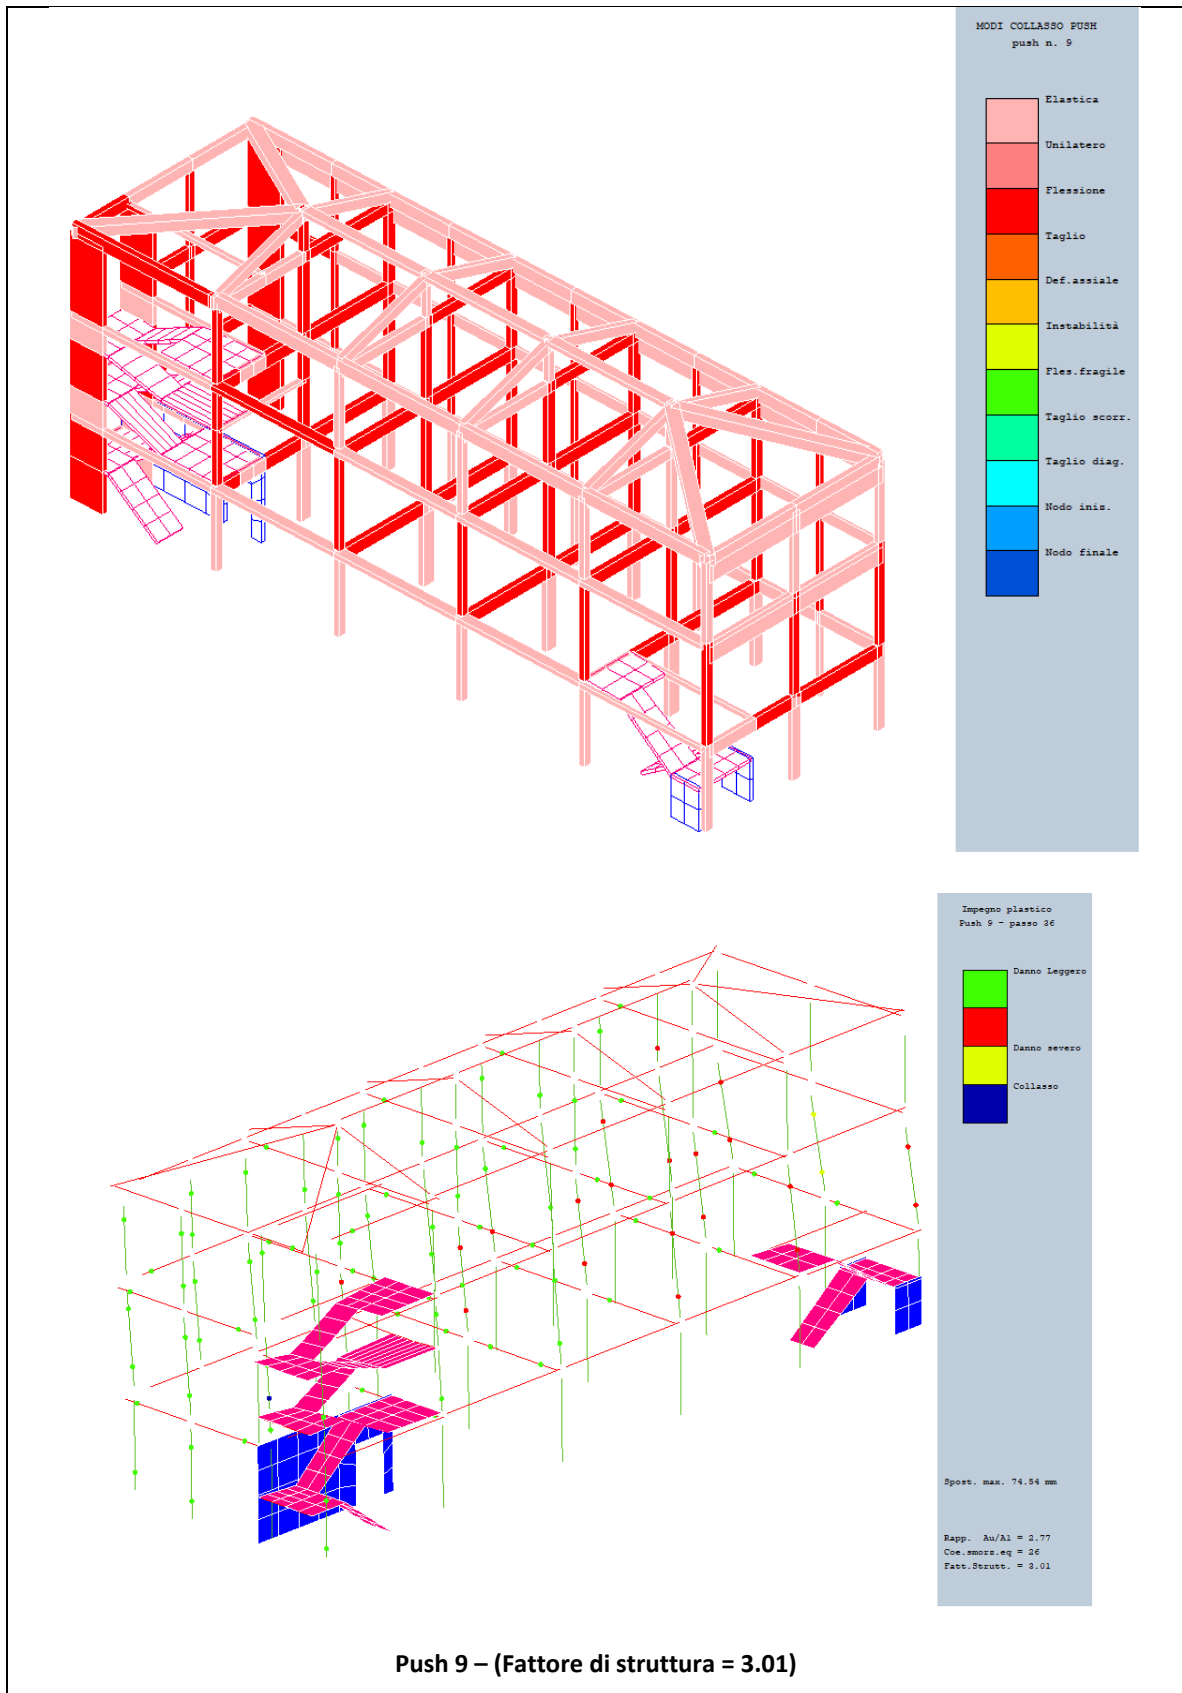 MODI COLLASSO PUSH
push n. 9
Elastica
Unilatero
Flessione
Taglio
Def.assiale
Instabilità
Fles.fragile
Taglio scorr.
Taglio diag.
Nodo iniz.
Nodo finale
Impegno plastico
Push 9 - passo 36
Danno Leggero
Danno severo
Collasso
Spost. max. 74.54 mm
Rapp. Au/A1 = 2.77
Coe.smorz.eq = 26
Fatt.Strutt. = 3.01
Push 9 – (Fattore di struttura = 3.01)